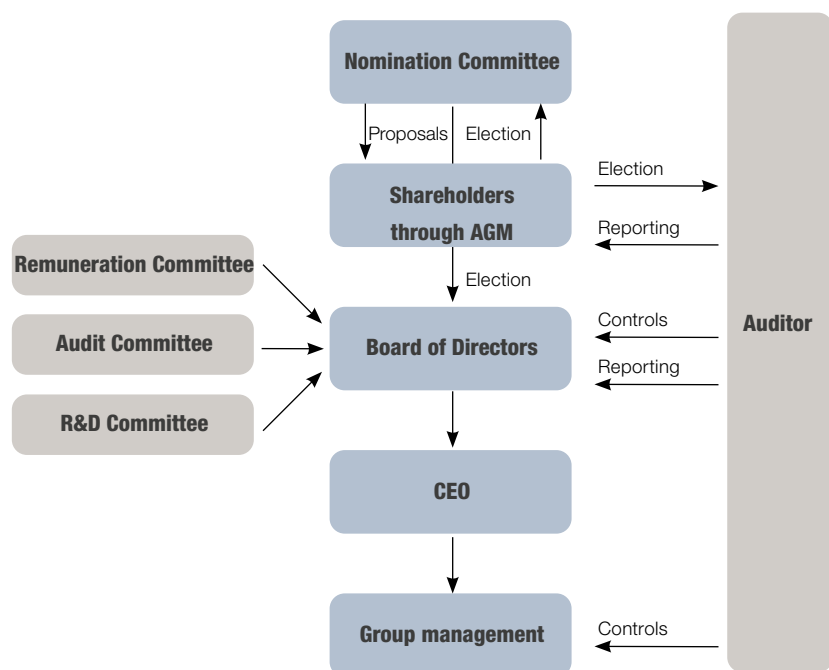 Nomination Committee
Proposals
Election
Shareholders
through AGM
Election
Reporting
Remuneration Committee
Election
Audit Committee
Board of Directors
Controls
Reporting
Auditor
R&D Committee
CEO
Group management
Controls